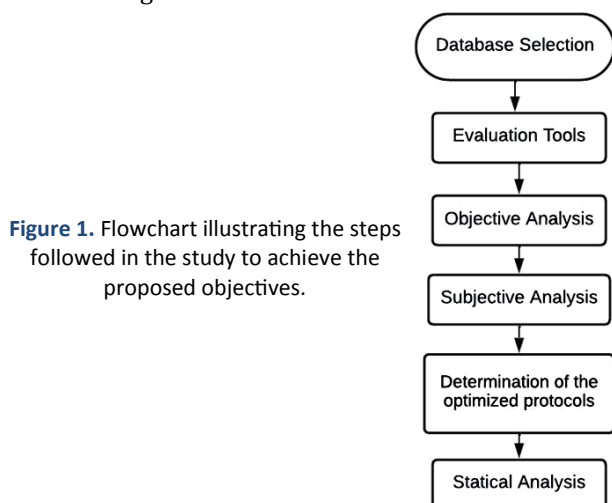 Database Selection
Evaluation Tools
Objective Analysis
Figure 1. Flowchart illustrating the steps
followed in the study to achieve the
proposed objectives.
Subjective Analysis
Determination of the
optimized protocols
Statical Analysis